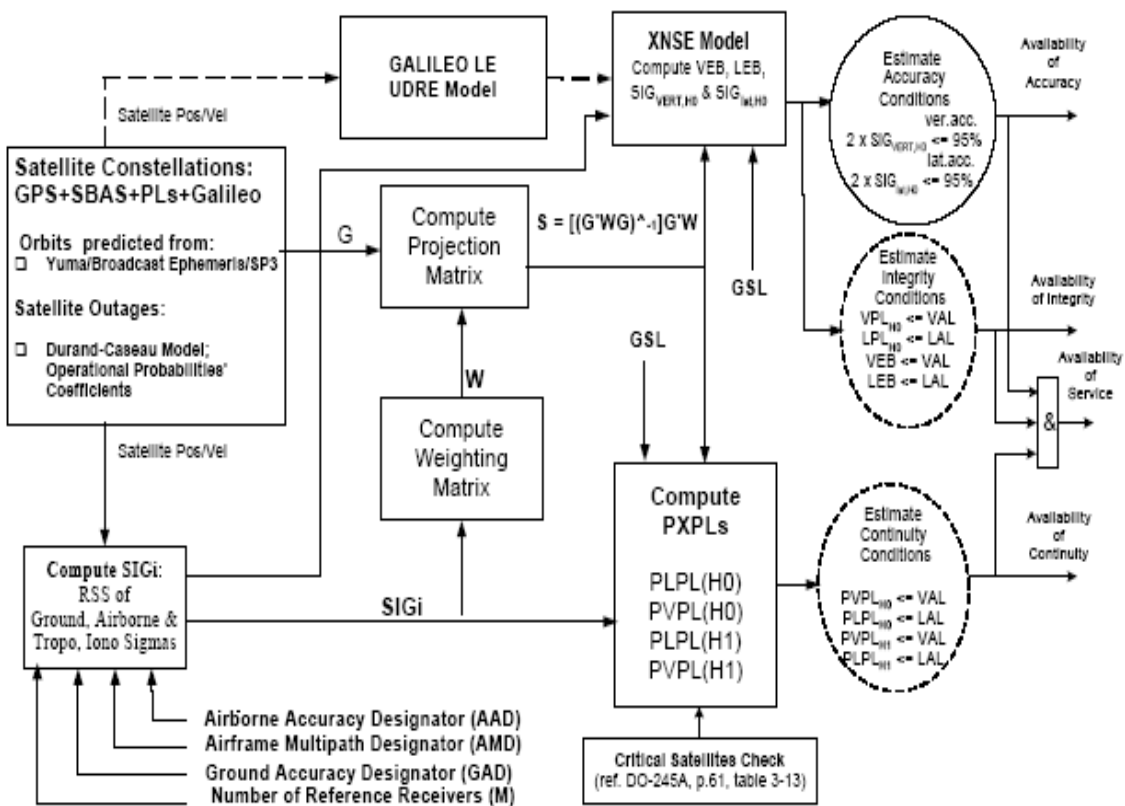 GALILEO LE
UDRE Model
XNSE Model
Compute VEB, LEB,
SIG_VERT,H0 & SIG_lat,H0
Estimate
Accuracy
Conditions
ver.acc.
2 x SIG_VERT,H0 <= 95%
lat.acc.
2 x SIG_lat,H0 <= 95%
Availability
of
Accuracy
Satellite Pos/Vel
Satellite Constellations:
GPS+SBAS+PLs+Galileo
Orbits predicted from:
Yuma/Broadcast Ephemeris/SP3
Satellite Outages:
Durand-Caseau Model;
Operational Probabilities'
Coefficients
G
Compute
Projection
Matrix
S = [(G'WG)^-1]G'W
GSL
Estimate
Integrity
Conditions
VPL_H0 <= VAL
LPL_H0 <= LAL
VEB <= VAL
LEB <= LAL
Availability
of Integrity
Availability
of
Service
&
GSL
W
Compute
Weighting
Matrix
Satellite Pos/Vel
Compute SIGi:
RSS of
Ground, Airborne &
Tropo, Iono Sigmas
SIGi
Compute
PXPLs
PLPL(H0)
PVPL(H0)
PLPL(H1)
PVPL(H1)
Estimate
Continuity
Conditions
PVPL_H0 <= VAL
PLPL_H0 <= LAL
PVPL_H1 <= VAL
PLPL_H1 <= LAL
Availability
of
Continuity
Airborne Accuracy Designator (AAD)
Airframe Multipath Designator (AMD)
Ground Accuracy Designator (GAD)
Number of Reference Receivers (M)
Critical Satellites Check
(ref. DO-245A, p.61, table 3-13)